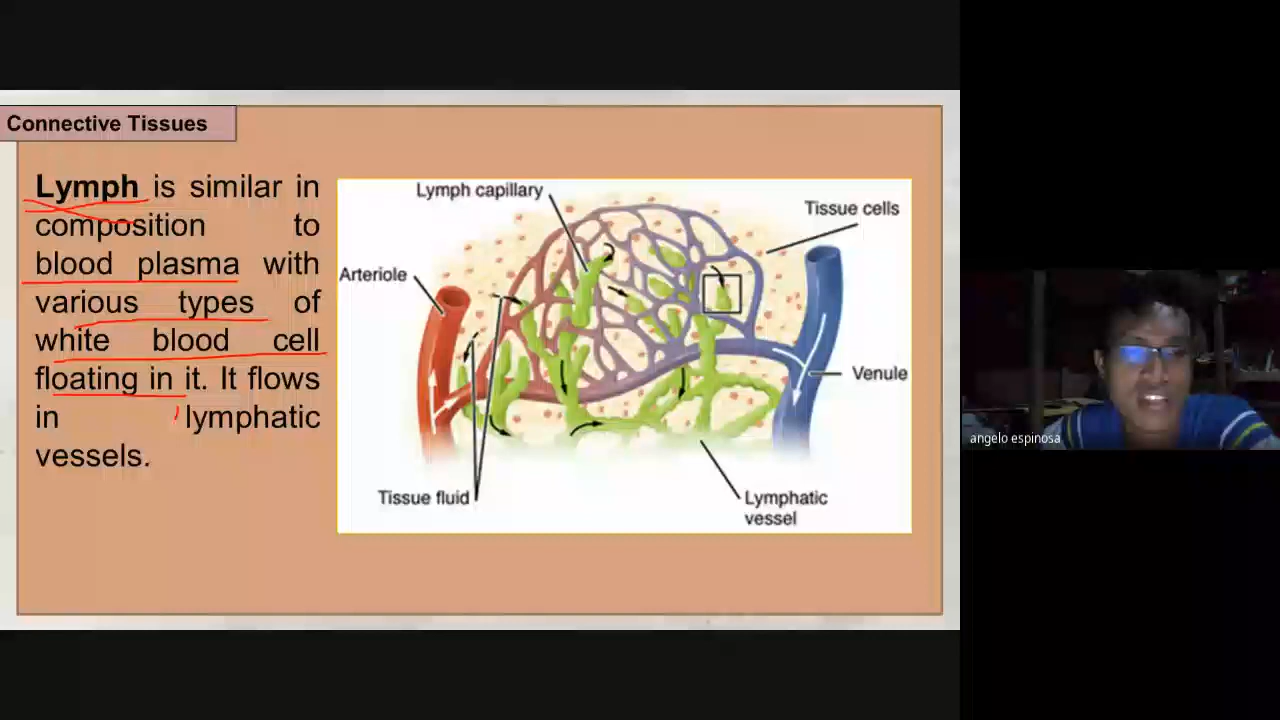 Connective Tissues
Lymph is similar in
composition to
blood plasma with
various types of
white blood cell
floating in it. It flows
in lymphatic
vessels.
Lymph capillary
Tissue cells
Arteriole
Venule
Tissue fluid
Lymphatic
vessel
angelo espinosa